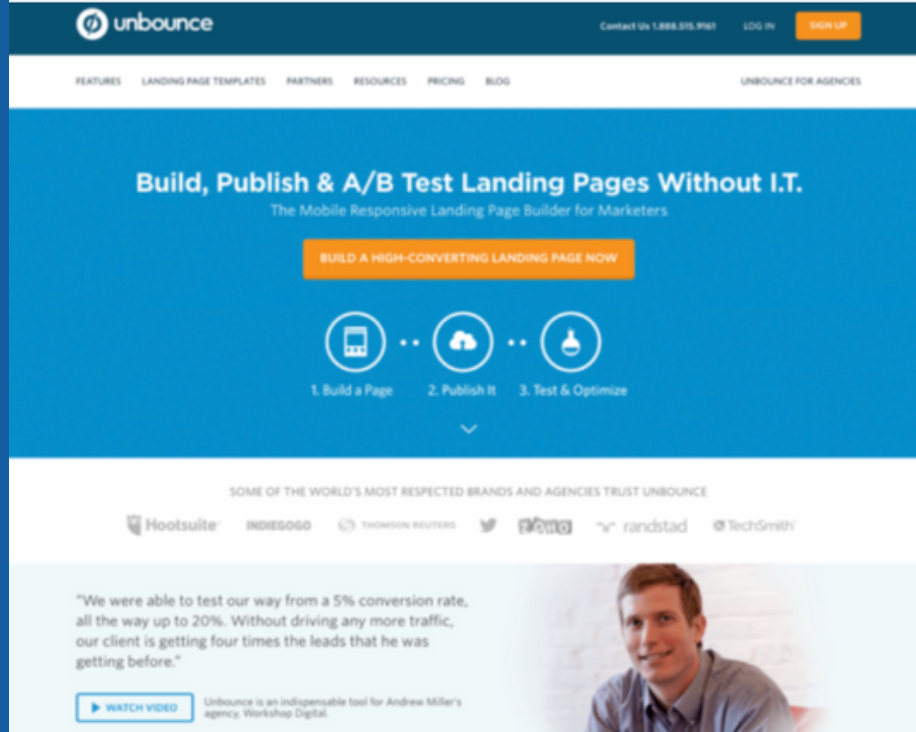 unbounce
Contact Us 1.888.515.9161 LOG IN SIGN UP
FEATURES LANDING PAGE TEMPLATES PARTNERS RESOURCES PRICING BLOG UNBOUNCE FOR AGENCIES
Build, Publish & A/B Test Landing Pages Without I.T.
The Mobile Responsive Landing Page Builder for Marketers
BUILD A HIGH-CONVERTING LANDING PAGE NOW
1. Build a Page 2. Publish It 3. Test & Optimize
SOME OF THE WORLD'S MOST RESPECTED BRANDS AND AGENCIES TRUST UNBOUNCE
Hootsuite INDIEGOGO THOMSON REUTERS ZOHO randstad TechSmith
"We were able to test our way from a 5% conversion rate,
all the way up to 20%. Without driving any more traffic,
our client is getting four times the leads that he was
getting before."
WATCH VIDEO
Unbounce is an indispensable tool for Andrew Miller's
agency, Workshop Digital.